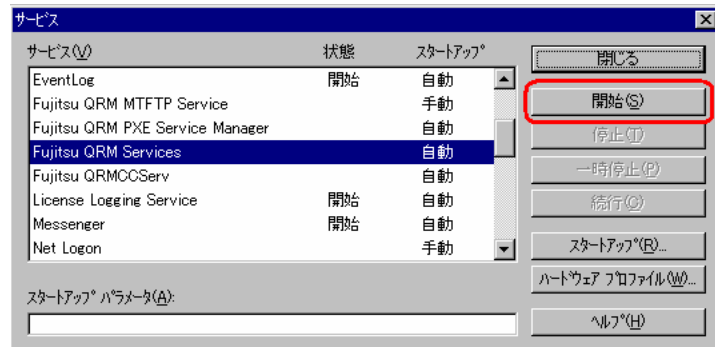 サービス
サービス(V) 状態 スタートアップ
EventLog 開始 自動
Fujitsu QRM MTFTP Service 手動
Fujitsu QRM PXE Service Manager 自動
Fujitsu QRM Services 自動
Fujitsu QRMCCServ 自動
License Logging Service 開始 自動
Messenger 開始 自動
Net Logon 手動
スタートアップ パラメータ(A):
閉じる
開始(S)
停止(T)
一時停止(P)
続行(C)
スタートアップ(R)...
ハードウェア プロファイル(W)...
ヘルプ(H)